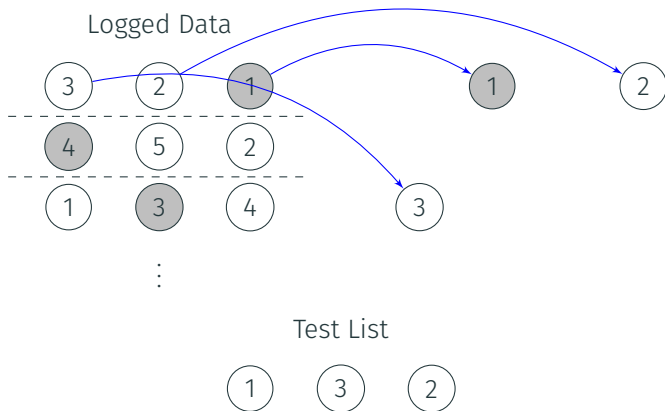 Logged Data
3 2 1 1 2
4 5 2
1 3 4 3
⋮
Test List
1 3 2